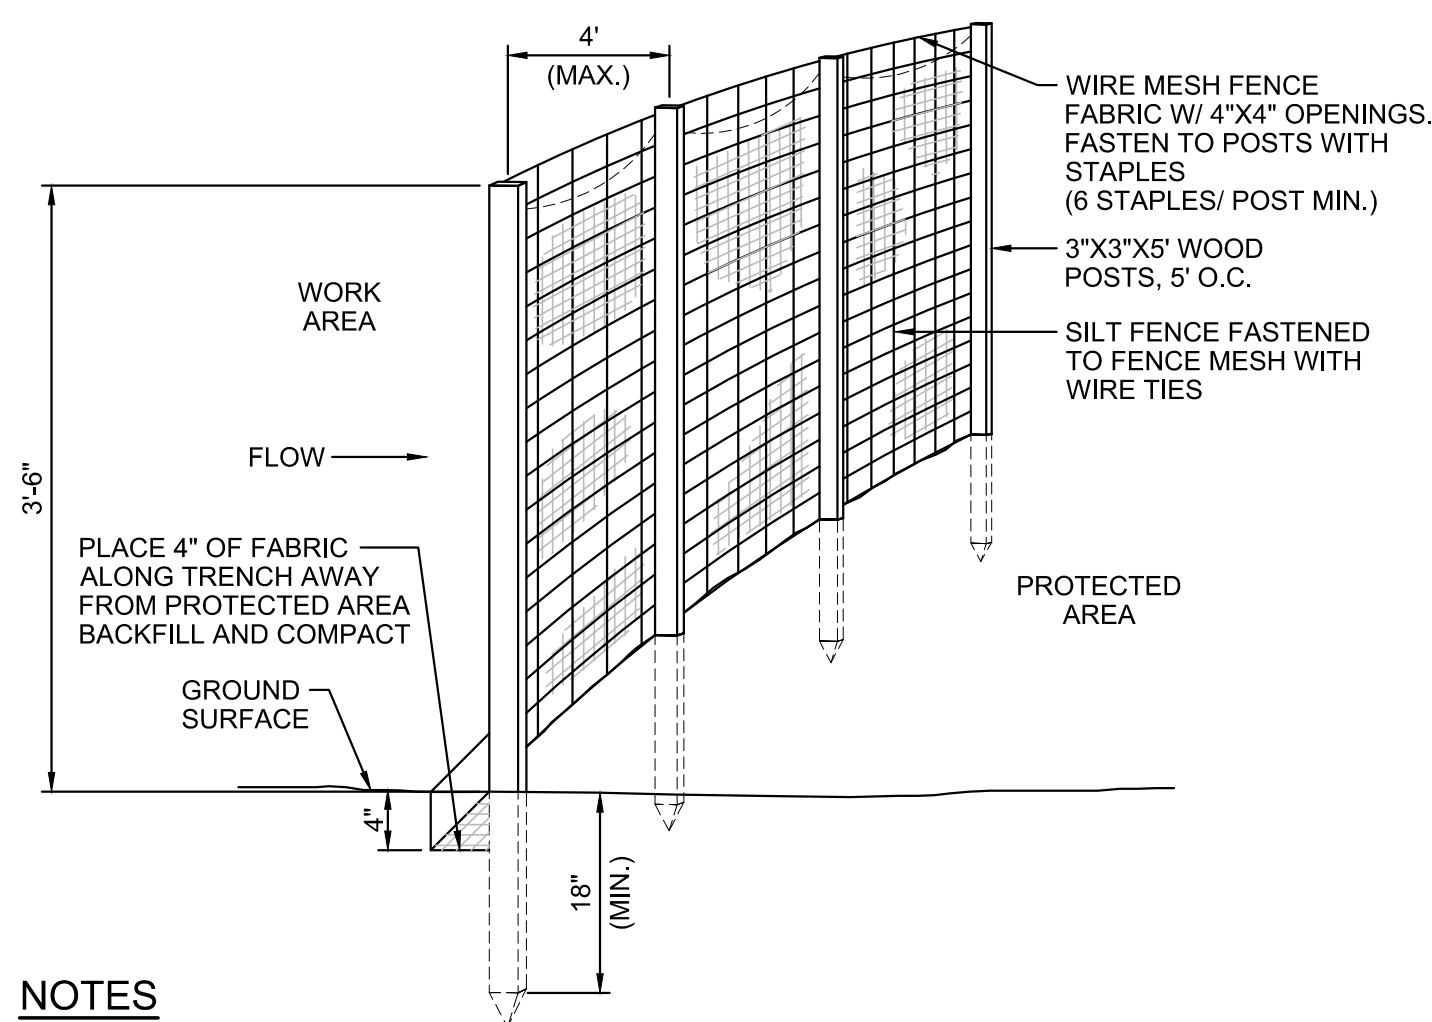 4'
(MAX.)
WIRE MESH FENCE
FABRIC W/ 4"X4" OPENINGS.
FASTEN TO POSTS WITH
STAPLES
(6 STAPLES/ POST MIN.)
3"X3"X5' WOOD
POSTS, 5' O.C.
SILT FENCE FASTENED
TO FENCE MESH WITH
WIRE TIES
WORK
AREA
FLOW
3'-6"
PLACE 4" OF FABRIC
ALONG TRENCH AWAY
FROM PROTECTED AREA
BACKFILL AND COMPACT
PROTECTED
AREA
GROUND
SURFACE
4"
18"
(MIN.)
NOTES